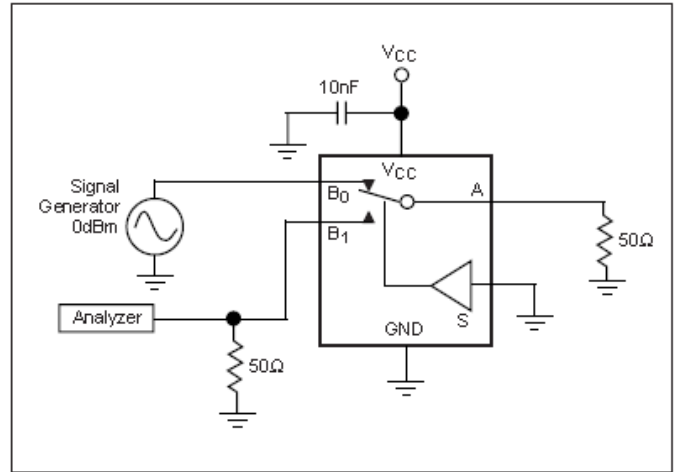 VCC
10nF
VCC
Signal
Generator
0dBm
B0
A
B1
50Ω
Analyzer
S
GND
50Ω